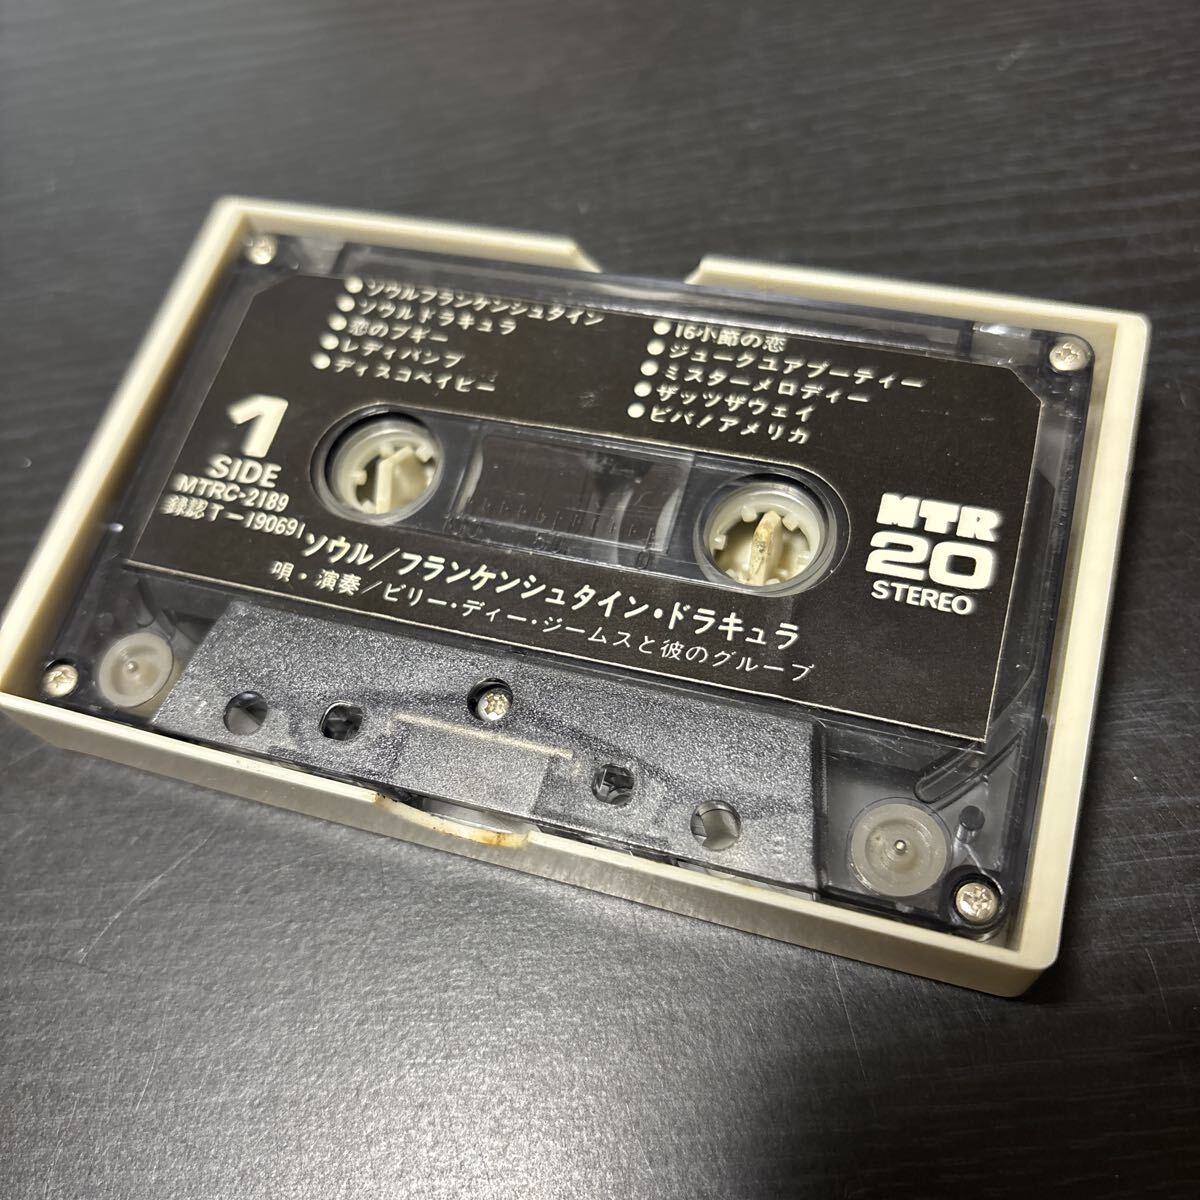 ●ソウルフランケンシュタイン
●ソウルドラキュラ
●恋のブギー
●レディバンプ
●ディスコベイビー
●16小節の恋
●ジュークユアブーティー
●ミスターメロディー
●ザッツザウェイ
●ビバ!アメリカ
1
SIDE
MTRC-2189
録認T-190691
MTR
20
STEREO
ソウル/フランケンシュタイン・ドラキュラ
唄・演奏/ビリー・ディー・ジームスと彼のグループ